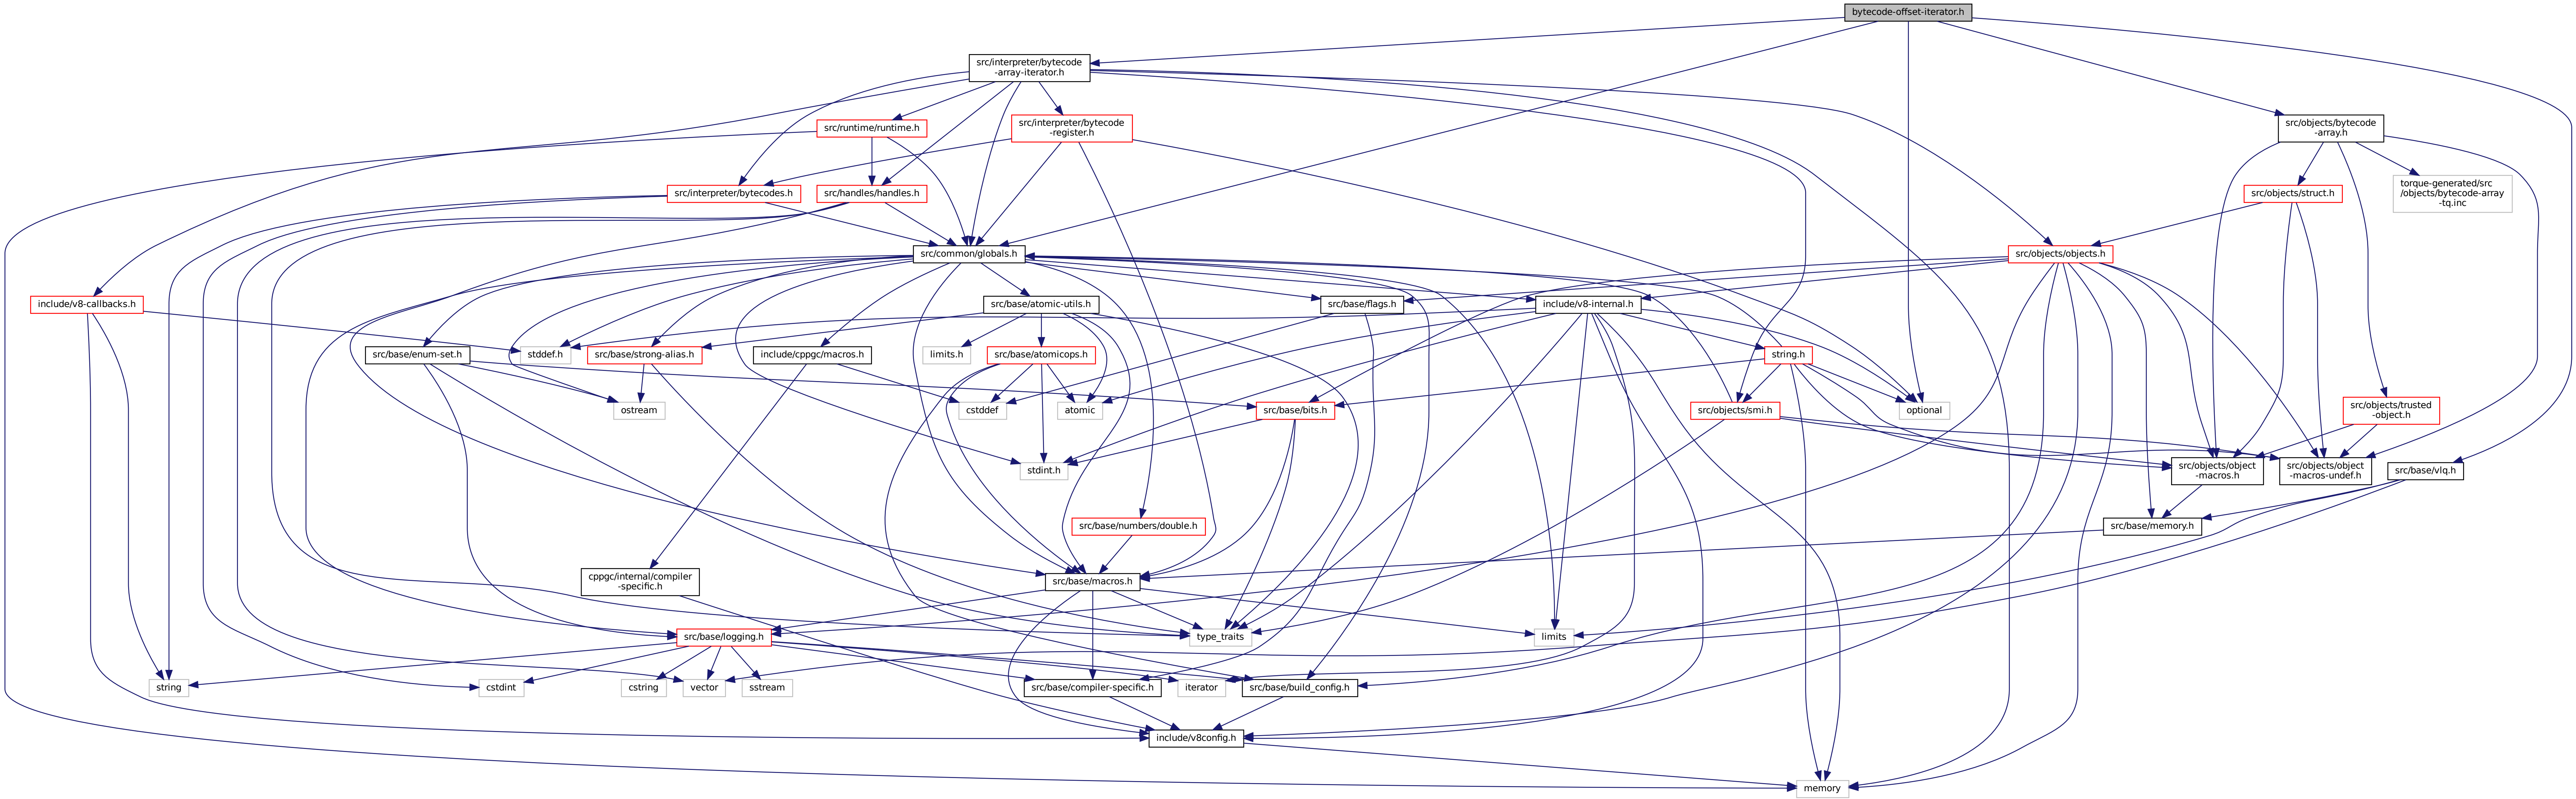 bytecode-offset-iterator.h
src/interpreter/bytecode
-array-iterator.h
src/runtime/runtime.h
src/interpreter/bytecode
-register.h
src/objects/bytecode
-array.h
src/interpreter/bytecodes.h
src/handles/handles.h
src/objects/struct.h
torque-generated/src
/objects/bytecode-array
-tq.inc
src/common/globals.h
src/objects/objects.h
include/v8-callbacks.h
src/base/atomic-utils.h
src/base/flags.h
include/v8-internal.h
src/base/enum-set.h
stddef.h
src/base/strong-alias.h
include/cppgc/macros.h
limits.h
src/base/atomicops.h
string.h
ostream
cstddef
atomic
src/base/bits.h
src/objects/smi.h
optional
src/objects/trusted
-object.h
stdint.h
src/objects/object
-macros.h
src/objects/object
-macros-undef.h
src/base/vlq.h
src/base/numbers/double.h
src/base/memory.h
cppgc/internal/compiler
-specific.h
src/base/macros.h
src/base/logging.h
type_traits
limits
string
cstdint
cstring
vector
sstream
src/base/compiler-specific.h
iterator
src/base/build_config.h
include/v8config.h
memory